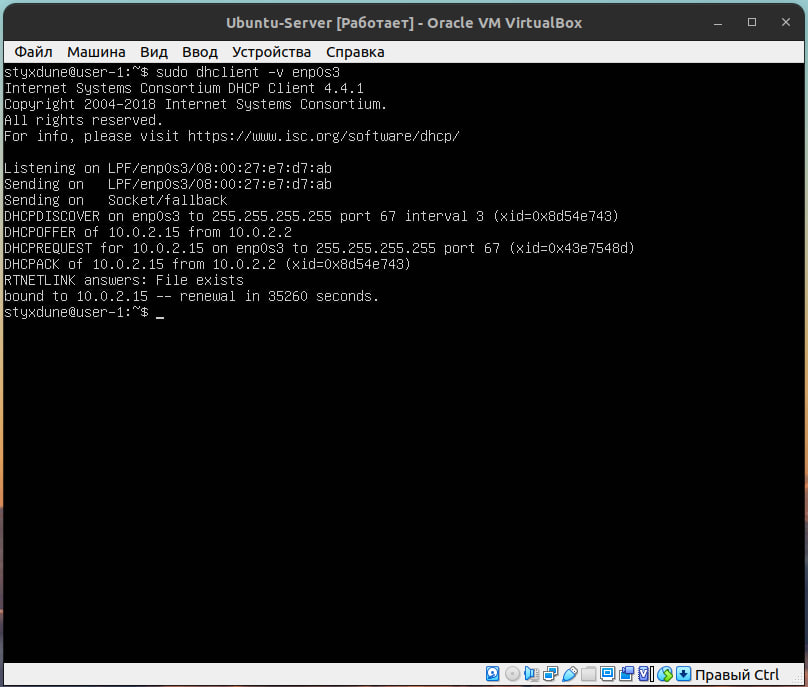 Ubuntu-Server [Работает] - Oracle VM VirtualBox
Файл Машина Вид Ввод Устройства Справка
styxdune@user-1:~$ sudo dhclient -v enp0s3
Internet Systems Consortium DHCP Client 4.4.1
Copyright 2004-2018 Internet Systems Consortium.
All rights reserved.
For info, please visit https://www.isc.org/software/dhcp/
Listening on LPF/enp0s3/08:00:27:e7:d7:ab
Sending on   LPF/enp0s3/08:00:27:e7:d7:ab
Sending on   Socket/fallback
DHCPDISCOVER on enp0s3 to 255.255.255.255 port 67 interval 3 (xid=0x8d54e743)
DHCPOFFER of 10.0.2.15 from 10.0.2.2
DHCPREQUEST for 10.0.2.15 on enp0s3 to 255.255.255.255 port 67 (xid=0x43e7548d)
DHCPACK of 10.0.2.15 from 10.0.2.2 (xid=0x8d54e743)
RTNETLINK answers: File exists
bound to 10.0.2.15 -- renewal in 35260 seconds.
styxdune@user-1:~$ _
Правый Ctrl